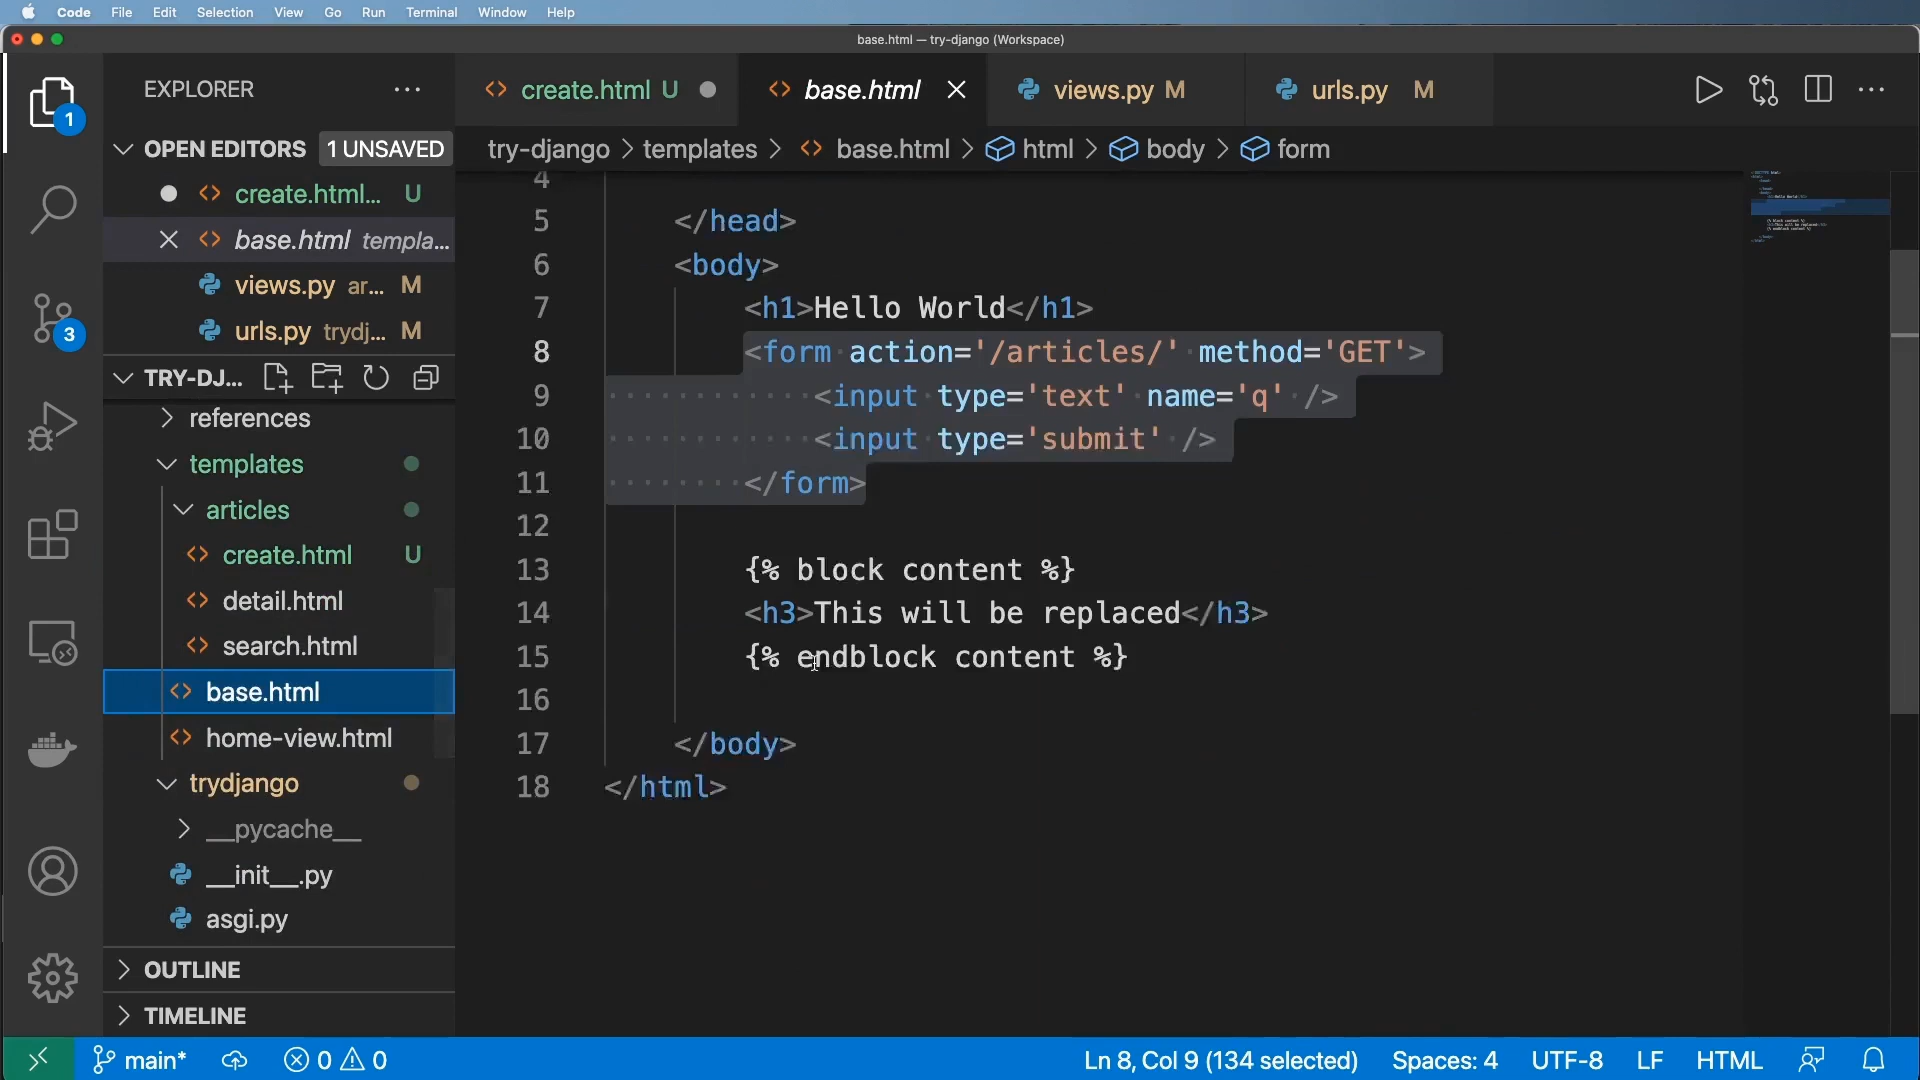 Code File Edit Selection View Go Run Terminal Window Help
base.html — try-django (Workspace)
EXPLORER
create.html U
base.html
views.py M
urls.py M
OPEN EDITORS 1 UNSAVED
try-django > templates > base.html > html > body > form
create.html... U
base.html templa...
views.py ar... M
urls.py trydj... M
TRY-DJ...
references
templates
articles
create.html U
detail.html
search.html
base.html
home-view.html
trydjango
__pycache__
__init__.py
asgi.py
OUTLINE
TIMELINE
1
3
4
5 </head>
6 <body>
7 <h1>Hello World</h1>
8 <form action='/articles/' method='GET'>
9 <input type='text' name='q' />
10 <input type='submit' />
11 </form>
12
13 {% block content %}
14 <h3>This will be replaced</h3>
15 {% endblock content %}
16
17 </body>
18 </html>
main* 0 0 Ln 8, Col 9 (134 selected) Spaces: 4 UTF-8 LF HTML